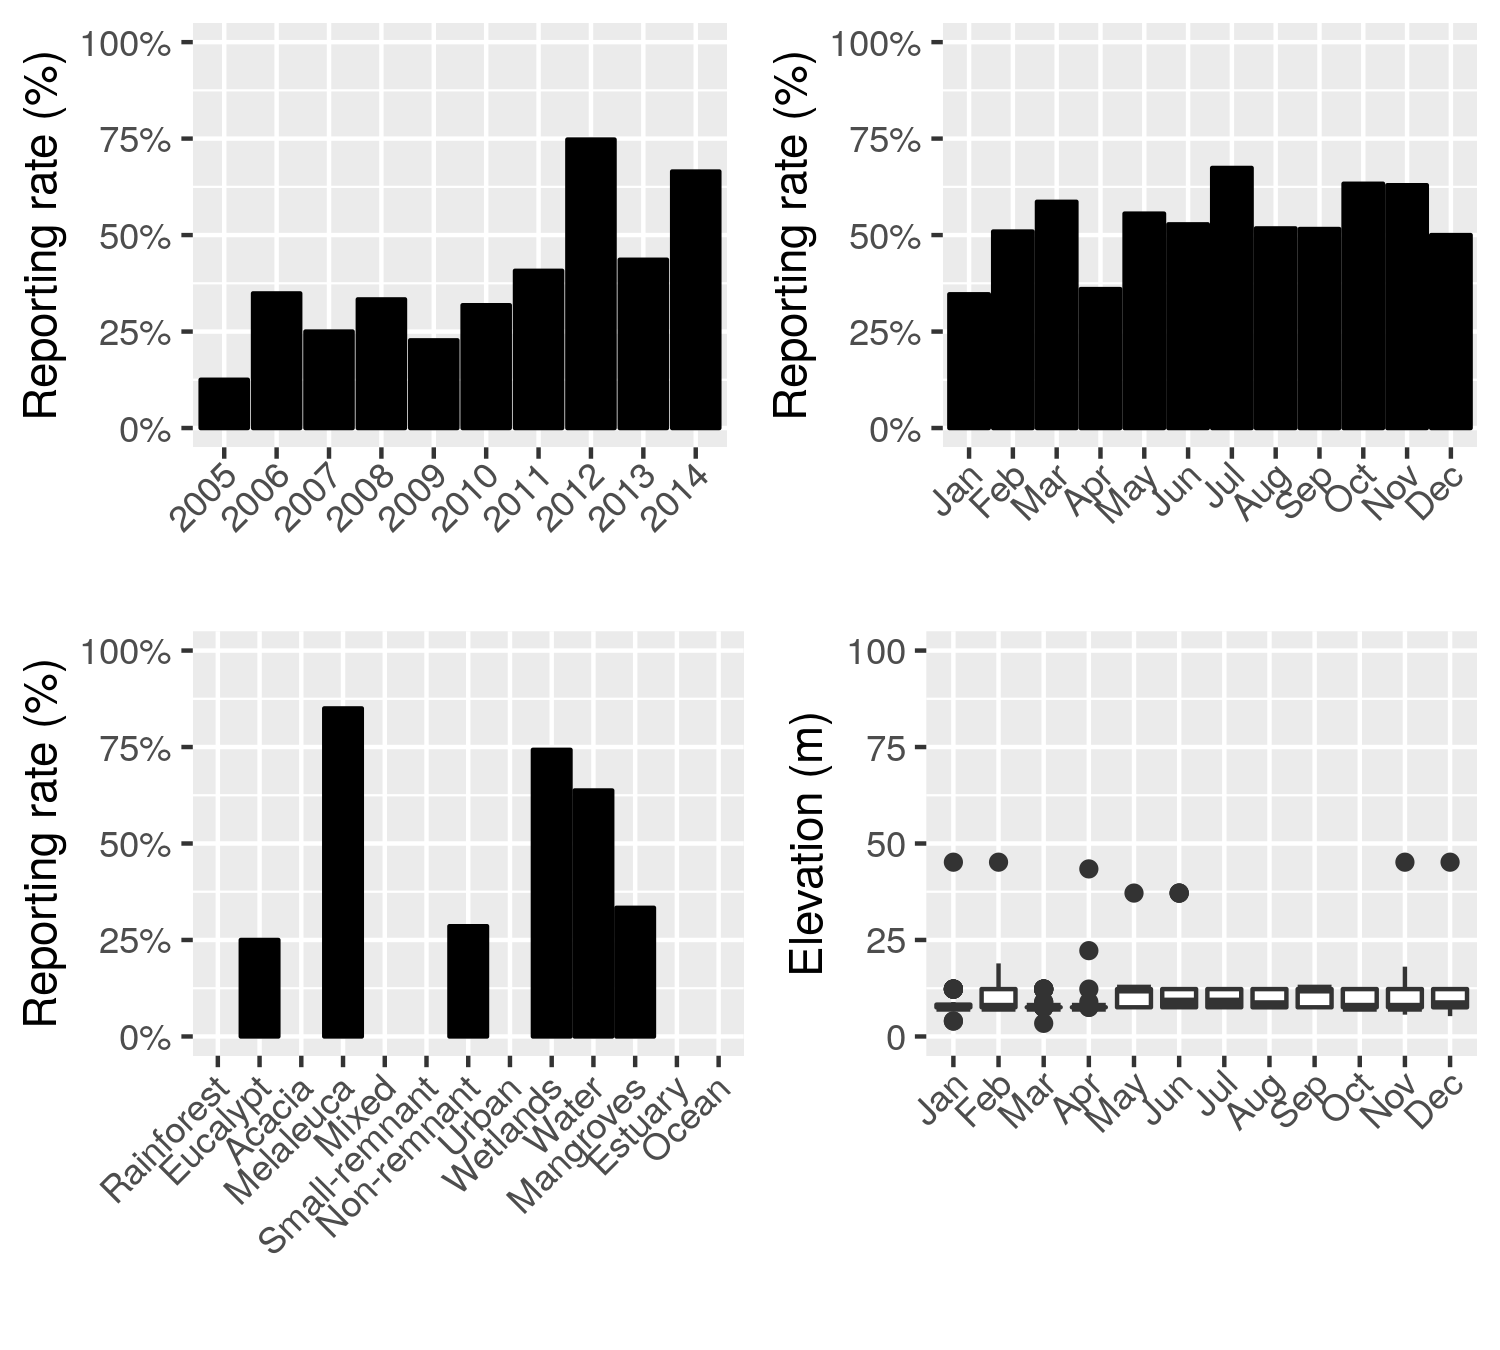 Reporting rate (%)
100%
75%
50%
25%
0%
2005 2006 2007 2008 2009 2010 2011 2012 2013 2014
Reporting rate (%)
100%
75%
50%
25%
0%
Jan Feb Mar Apr May Jun Jul Aug Sep Oct Nov Dec
Reporting rate (%)
100%
75%
50%
25%
0%
Rainforest Eucalypt Acacia Melaleuca Mixed Small-remnant Non-remnant Urban Wetlands Water Mangroves Estuary Ocean
Elevation (m)
100
75
50
25
0
Jan Feb Mar Apr May Jun Jul Aug Sep Oct Nov Dec